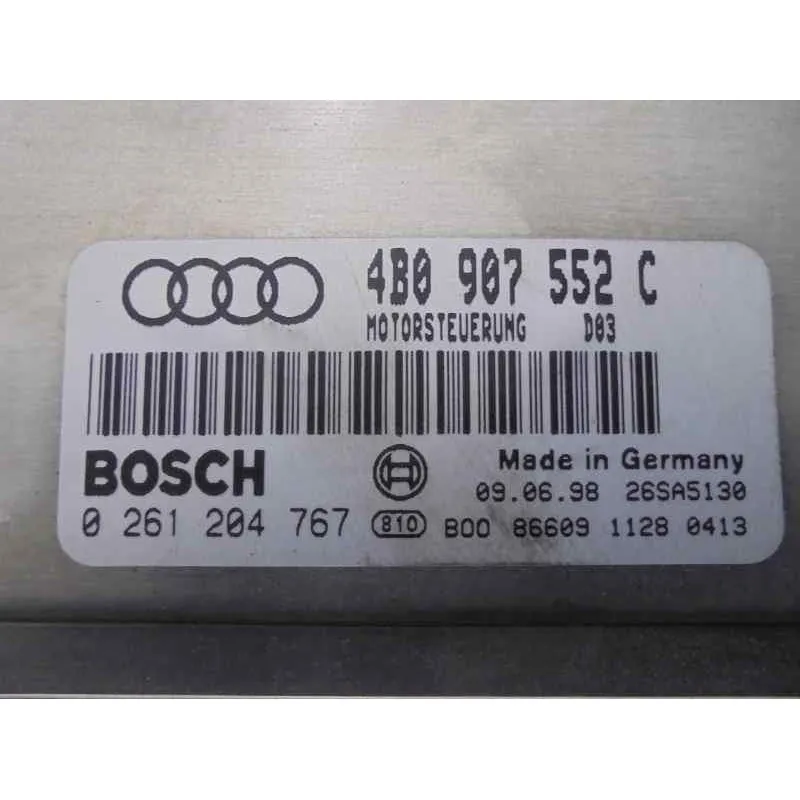 4B0 907 552 C
MOTORSTEUERUNG D03
BOSCH
Made in Germany
09.06.98 26SA5130
0 261 204 767 810 B00 86609 1128 0413